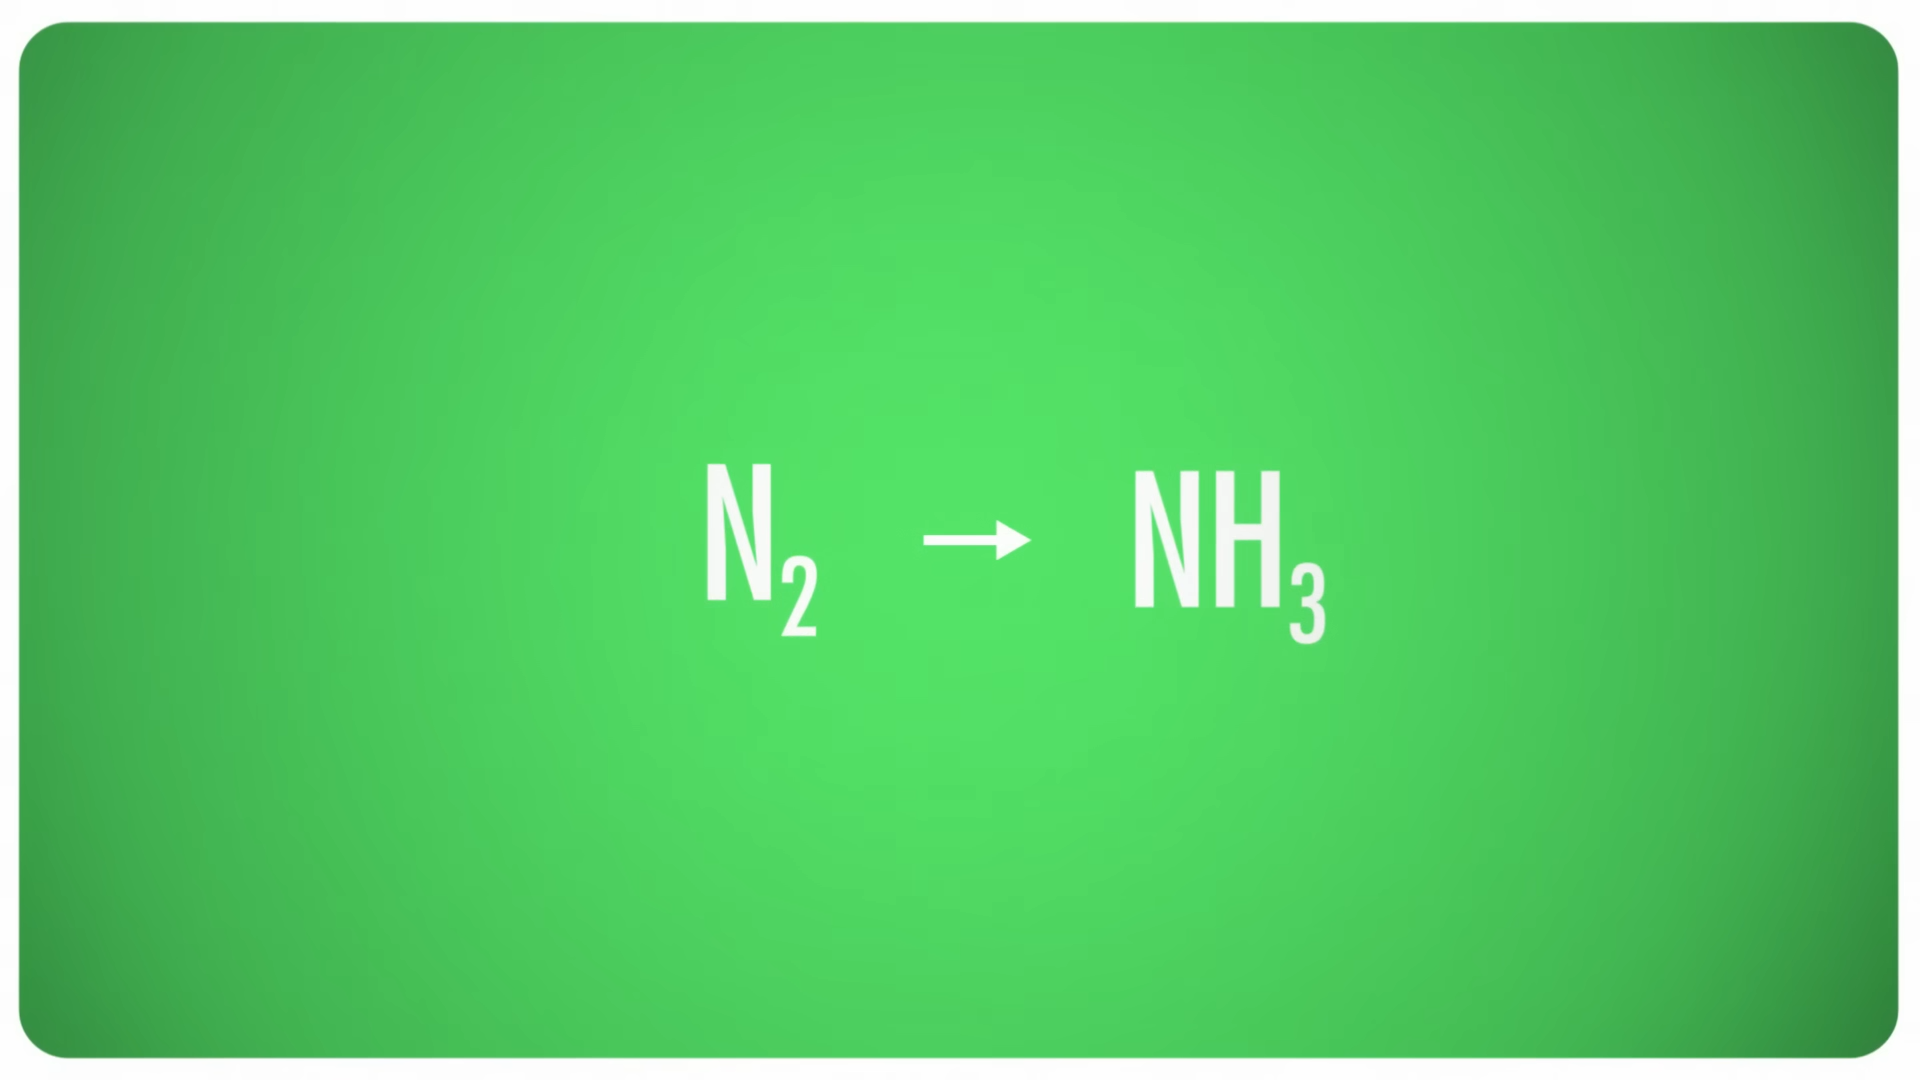 N₂ → NH₃